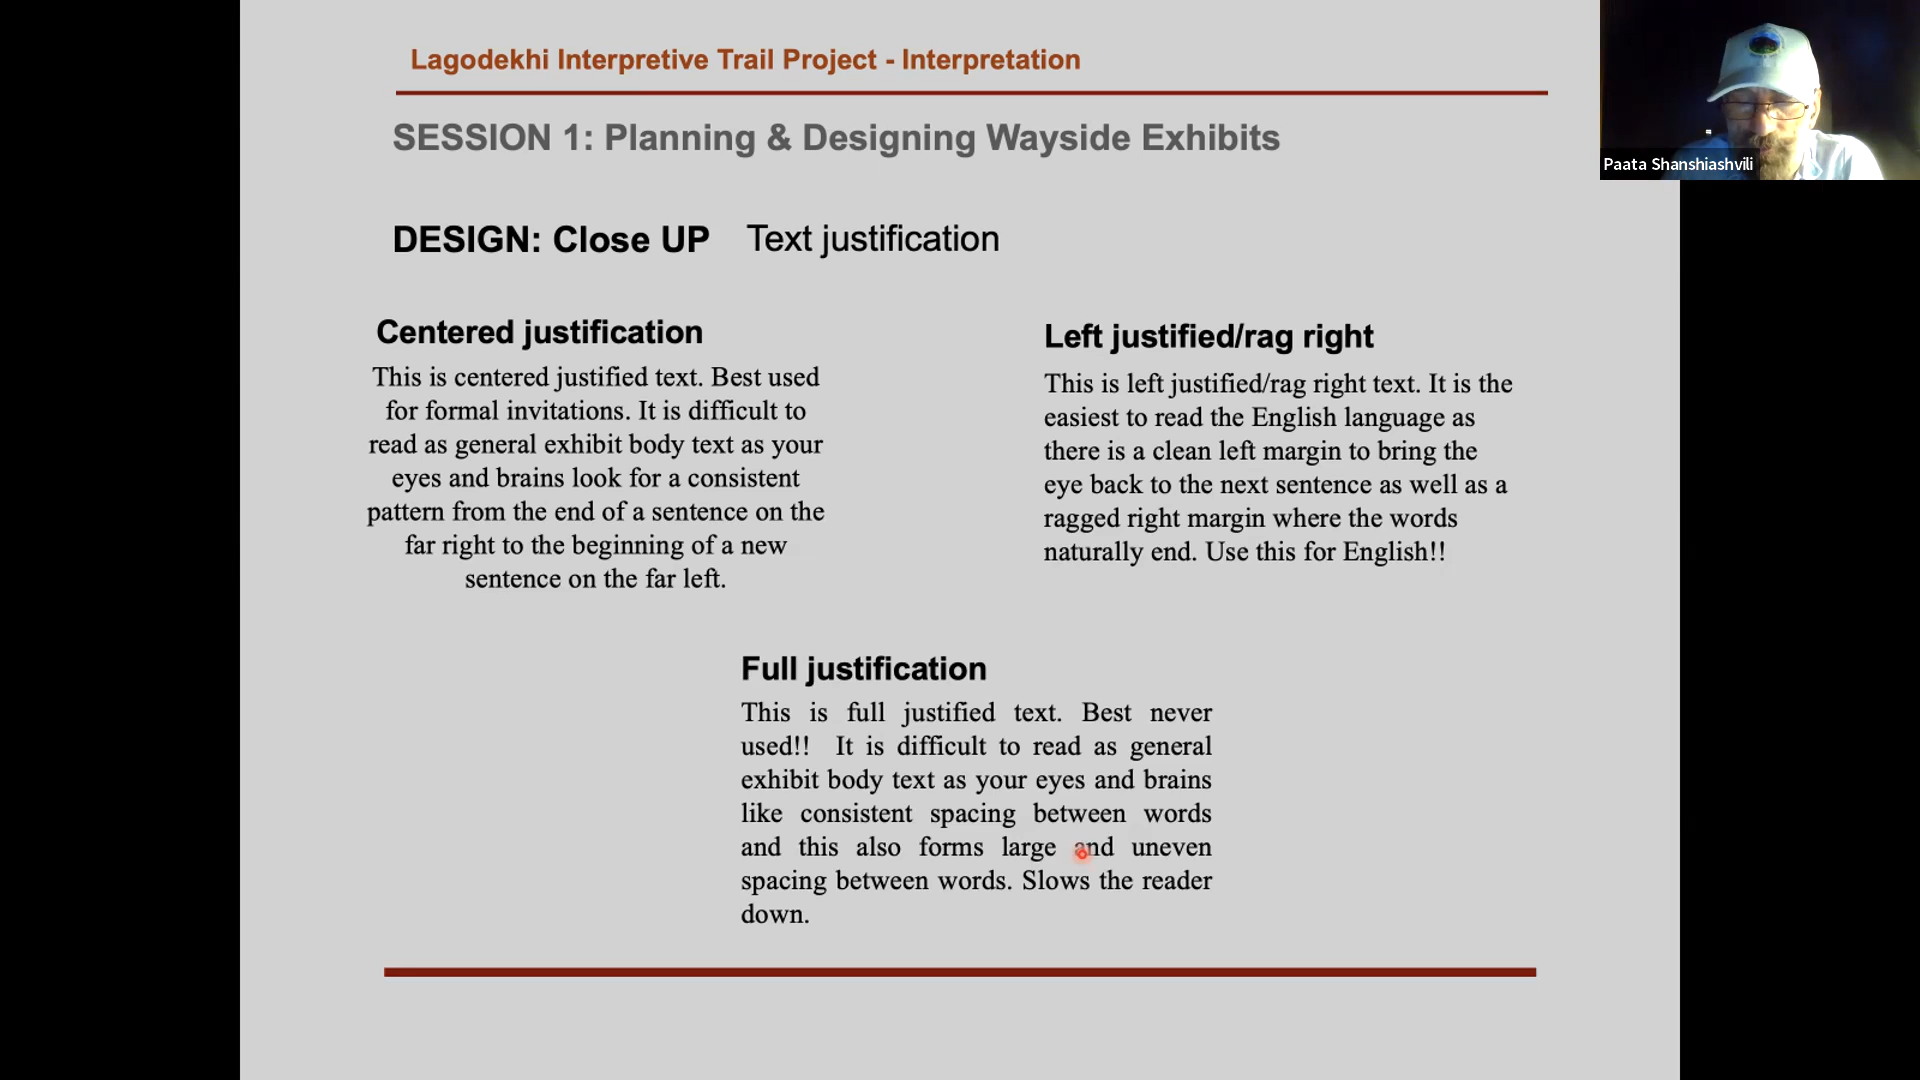 Lagodekhi Interpretive Trail Project - Interpretation
SESSION 1: Planning & Designing Wayside Exhibits
DESIGN: Close UP Text justification
Centered justification
This is centered justified text. Best used
for formal invitations. It is difficult to
read as general exhibit body text as your
eyes and brains look for a consistent
pattern from the end of a sentence on the
far right to the beginning of a new
sentence on the far left.
Left justified/rag right
This is left justified/rag right text. It is the
easiest to read the English language as
there is a clean left margin to bring the
eye back to the next sentence as well as a
ragged right margin where the words
naturally end. Use this for English!!
Full justification
This is full justified text. Best never
used!! It is difficult to read as general
exhibit body text as your eyes and brains
like consistent spacing between words
and this also forms large and uneven
spacing between words. Slows the reader
down.
Paata Shanshiashvili